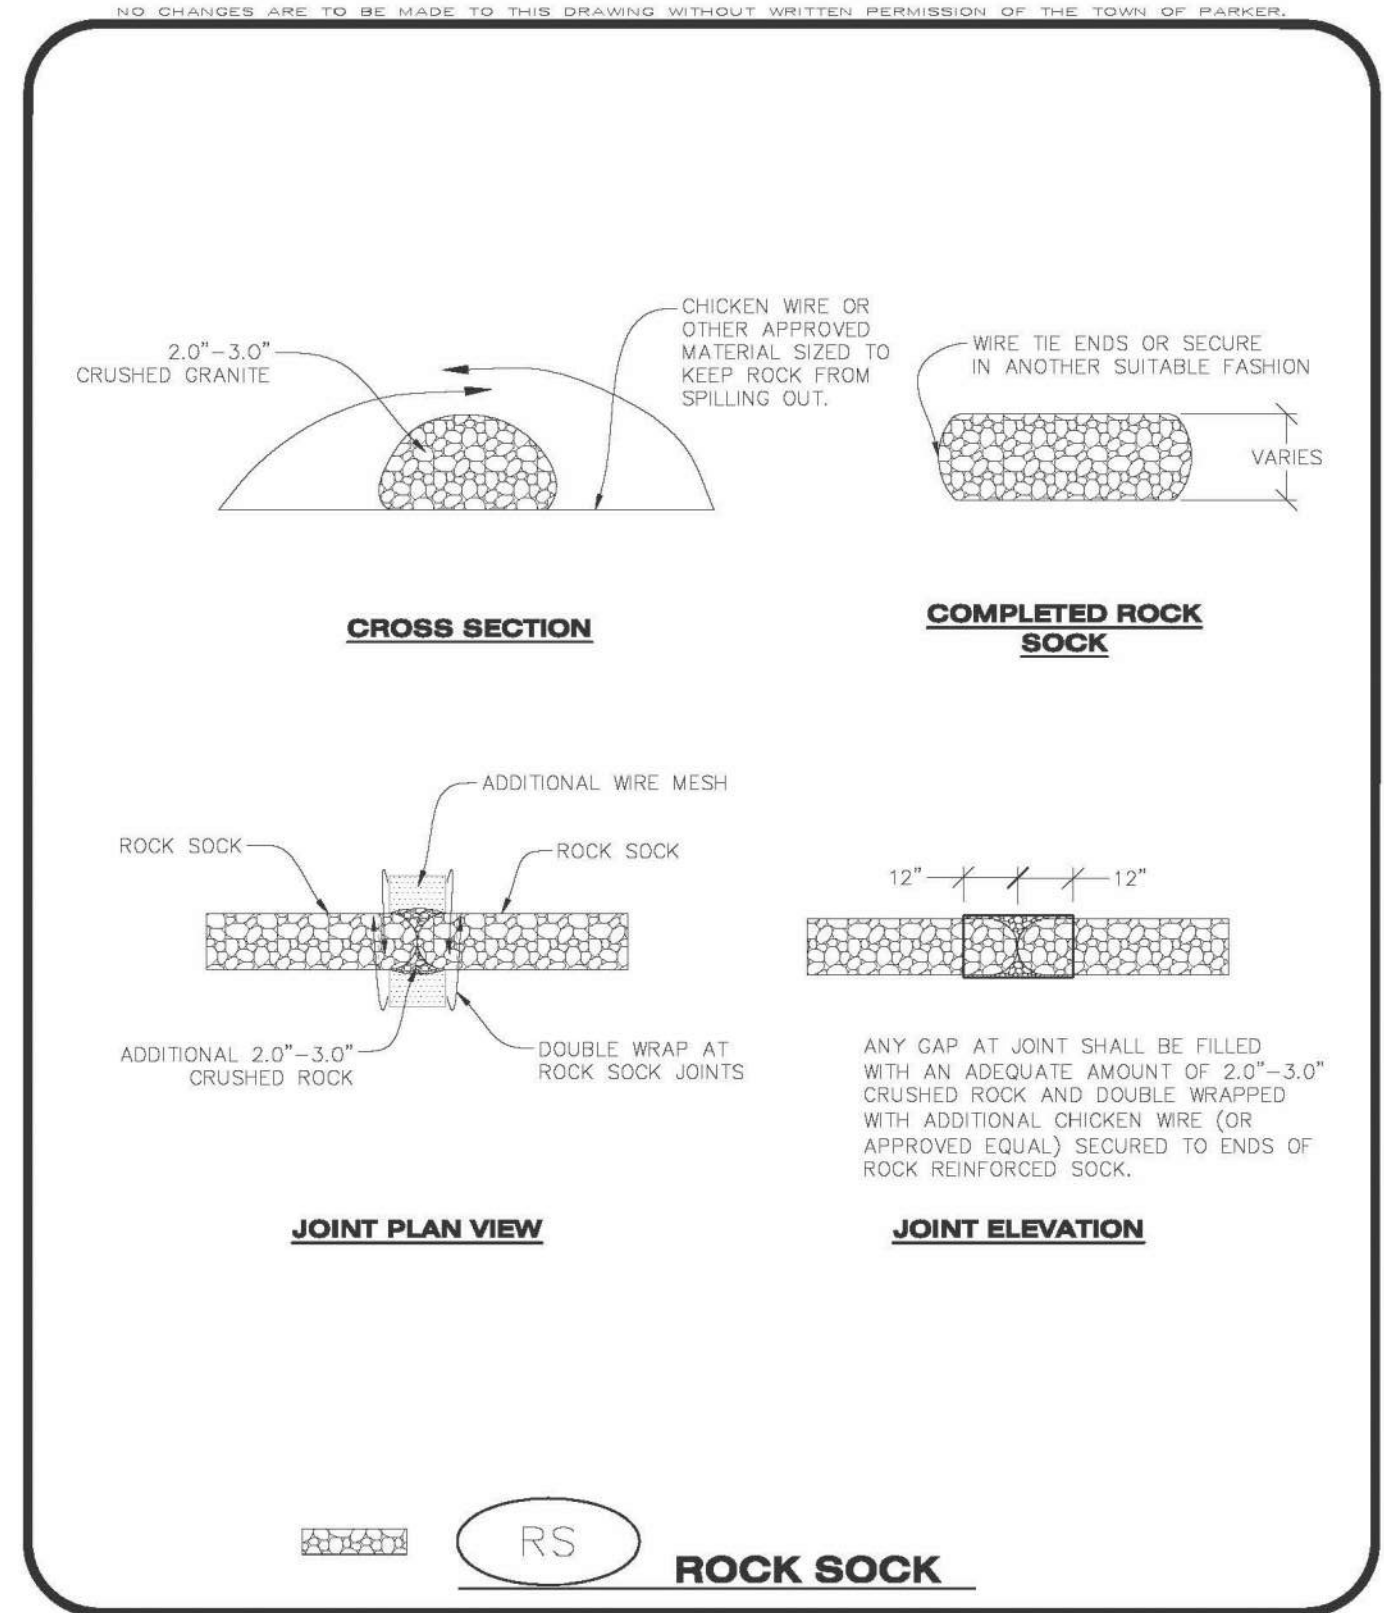 NO CHANGES ARE TO BE MADE TO THIS DRAWING WITHOUT WRITTEN PERMISSION OF THE TOWN OF PARKER.
2.0"-3.0"
CRUSHED GRANITE
CHICKEN WIRE OR
OTHER APPROVED
MATERIAL SIZED TO
KEEP ROCK FROM
SPILLING OUT.
WIRE TIE ENDS OR SECURE
IN ANOTHER SUITABLE FASHION
VARIES
CROSS SECTION
COMPLETED ROCK
SOCK
ADDITIONAL WIRE MESH
ROCK SOCK
ROCK SOCK
ADDITIONAL 2.0"-3.0"
CRUSHED ROCK
DOUBLE WRAP AT
ROCK SOCK JOINTS
12"
12"
ANY GAP AT JOINT SHALL BE FILLED
WITH AN ADEQUATE AMOUNT OF 2.0"-3.0"
CRUSHED ROCK AND DOUBLE WRAPPED
WITH ADDITIONAL CHICKEN WIRE (OR
APPROVED EQUAL) SECURED TO ENDS OF
ROCK REINFORCED SOCK.
JOINT PLAN VIEW
JOINT ELEVATION
RS
ROCK SOCK